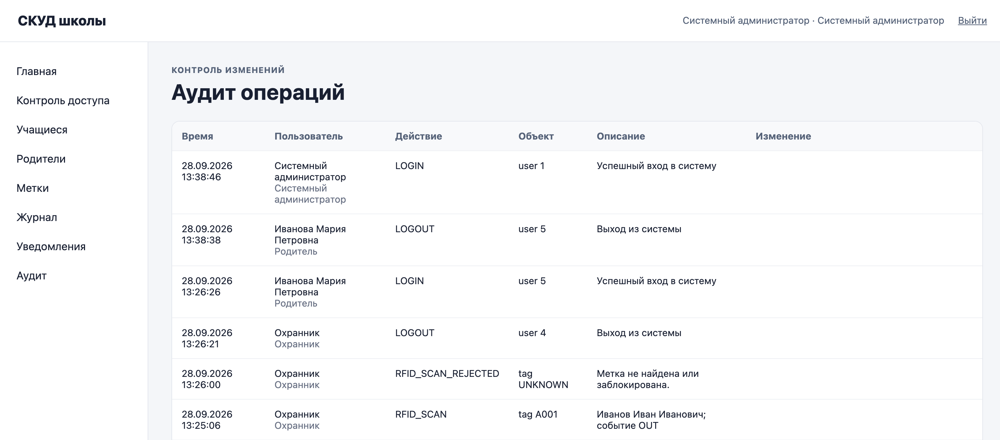 СКУД школы
Системный администратор · Системный администратор Выйти
Главная
Контроль доступа
Учащиеся
Родители
Метки
Журнал
Уведомления
Аудит
КОНТРОЛЬ ИЗМЕНЕНИЙ
Аудит операций
Время Пользователь Действие Объект Описание Изменение
28.09.2026 Системный LOGIN user 1 Успешный вход в систему
13:38:46 администратор
Системный
администратор
28.09.2026 Иванова Мария LOGOUT user 5 Выход из системы
13:38:38 Петровна
Родитель
28.09.2026 Иванова Мария LOGIN user 5 Успешный вход в систему
13:26:26 Петровна
Родитель
28.09.2026 Охранник LOGOUT user 4 Выход из системы
13:26:21 Охранник
28.09.2026 Охранник RFID_SCAN_REJECTED tag Метка не найдена или
13:26:00 Охранник UNKNOWN заблокирована.
28.09.2026 Охранник RFID_SCAN tag A001 Иванов Иван Иванович;
13:25:06 Охранник событие OUT